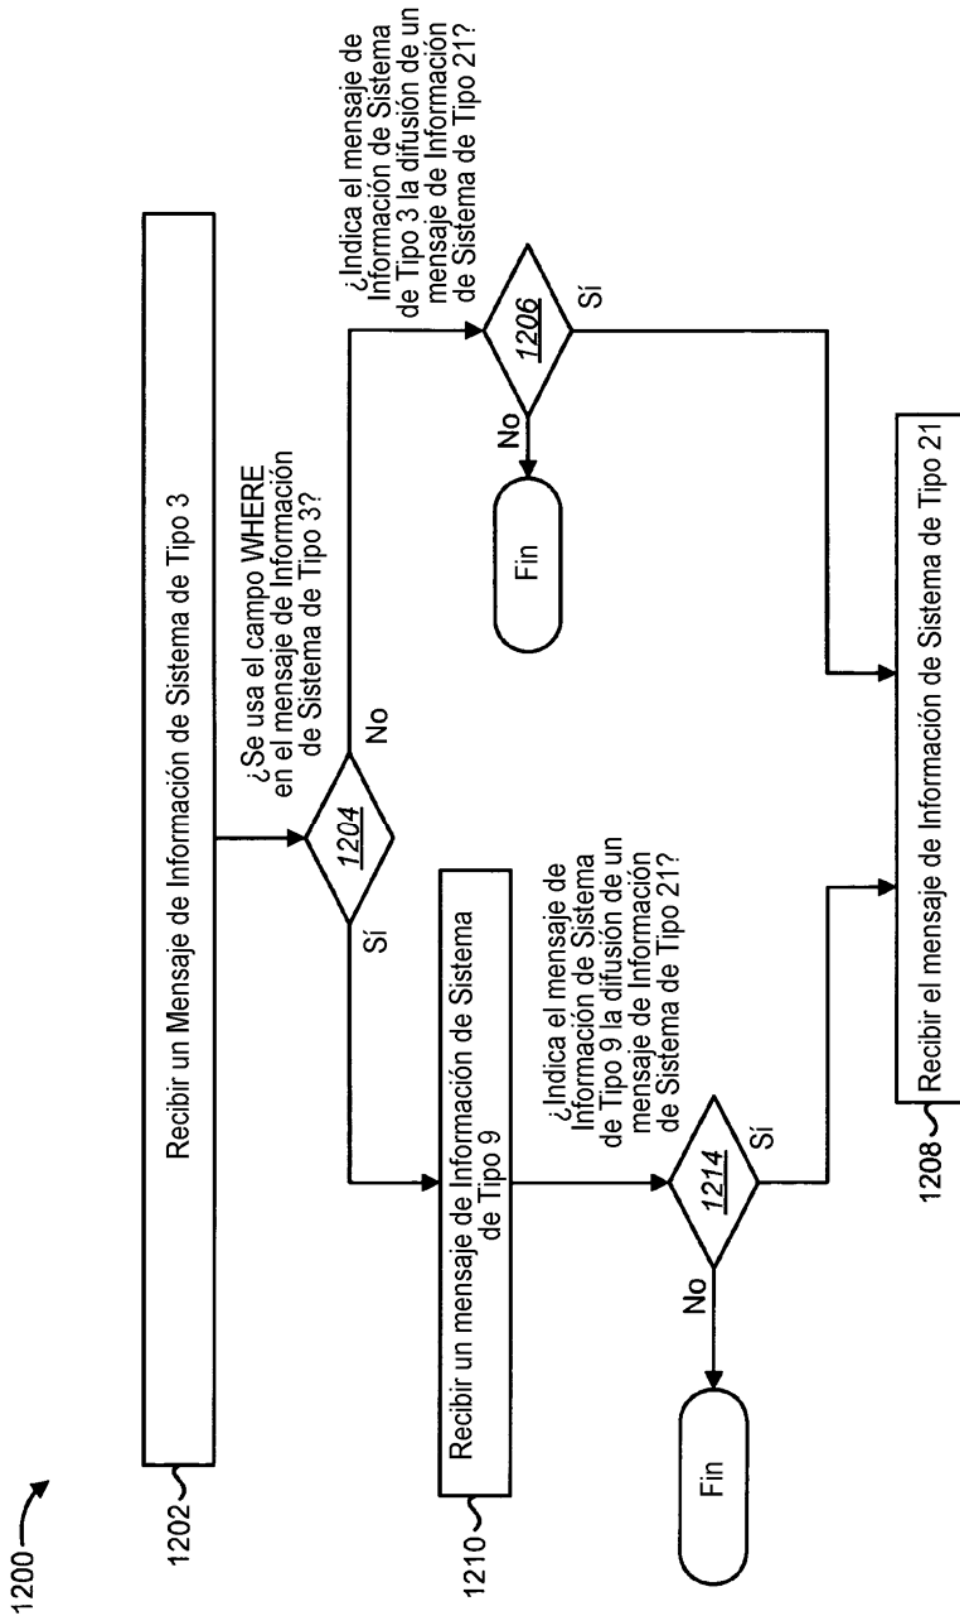 1200
1202
Recibir un Mensaje de Información de Sistema de Tipo 3
¿Se usa el campo WHERE
en el mensaje de Información
de Sistema de Tipo 3?
1204
Sí
No
¿Indica el mensaje de
Información de Sistema
de Tipo 3 la difusión de un
mensaje de Información
de Sistema de Tipo 21?
1206
No
Sí
Fin
1210
Recibir un mensaje de Información de Sistema
de Tipo 9
¿Indica el mensaje de
Información de Sistema
de Tipo 9 la difusión de un
mensaje de Información
de Sistema de Tipo 21?
1214
No
Sí
Fin
1208
Recibir el mensaje de Información de Sistema de Tipo 21